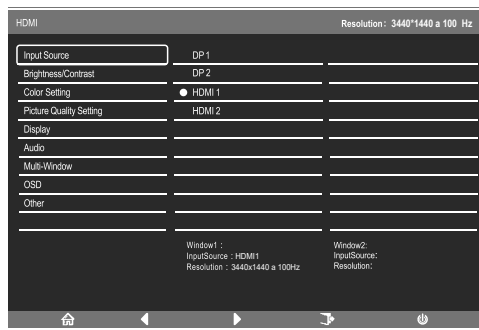 HDMI Resolution: 3440*1440 a 100 Hz
Input Source DP 1
Brightness/Contrast DP 2
Color Setting HDMI 1
Picture Quality Setting HDMI 2
Display
Audio
Multi-Window
OSD
Other
Window1 : Window2:
InputSource : HDMI1 InputSource:
Resolution : 3440x1440 a 100Hz Resolution: